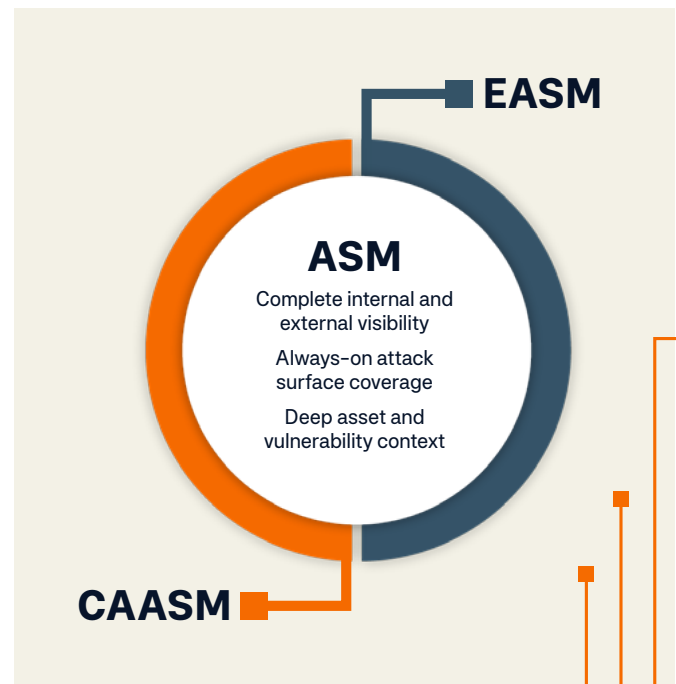 EASM
ASM
Complete internal and
external visibility
Always-on attack
surface coverage
Deep asset and
vulnerability context
CAASM